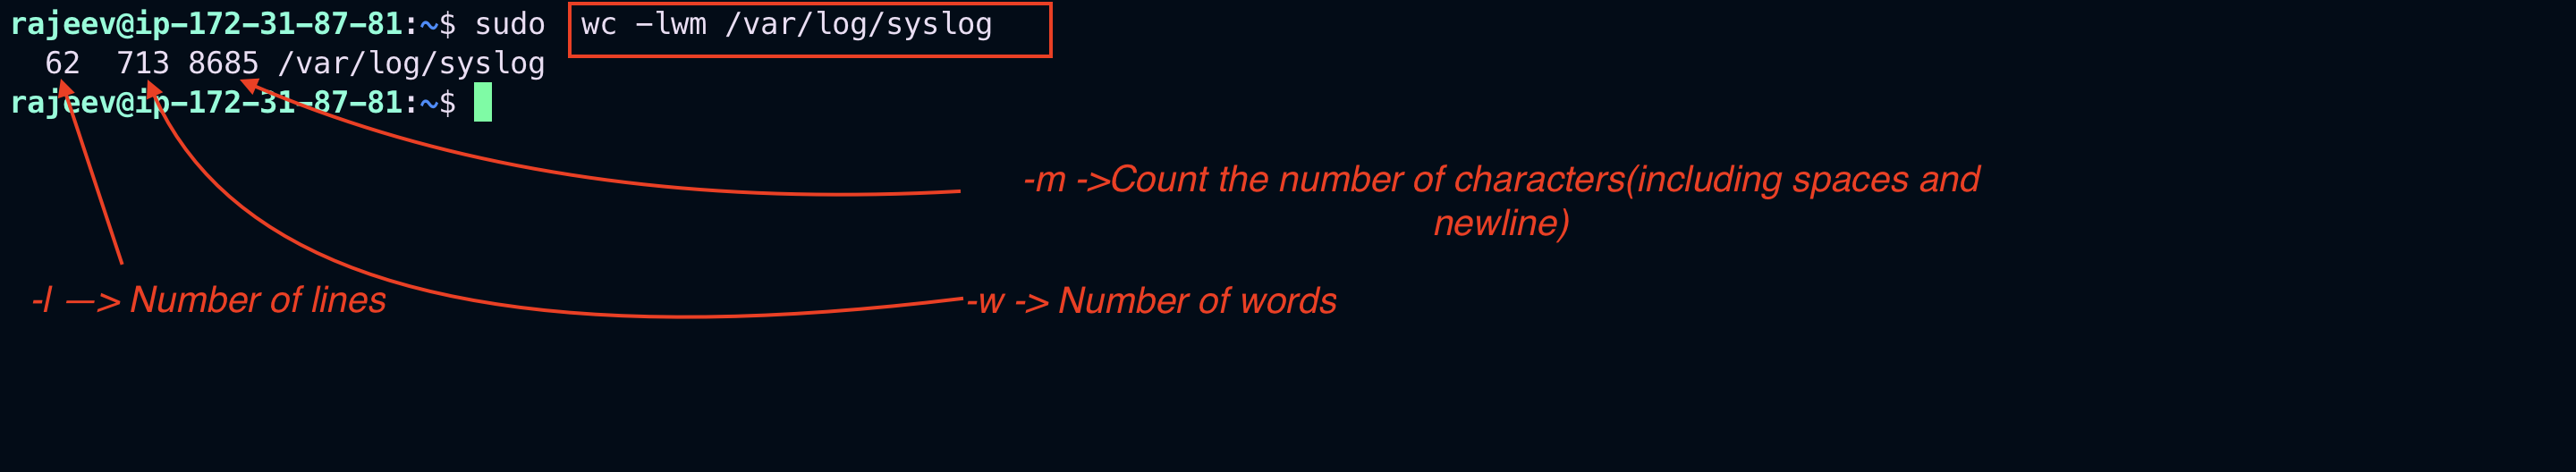 rajeev@ip-172-31-87-81:~$ sudo  wc -lwm /var/log/syslog
  62  713 8685 /var/log/syslog
rajeev@ip-172-31-87-81:~$
-m ->Count the number of characters(including spaces and
newline)
-l —> Number of lines
-w -> Number of words